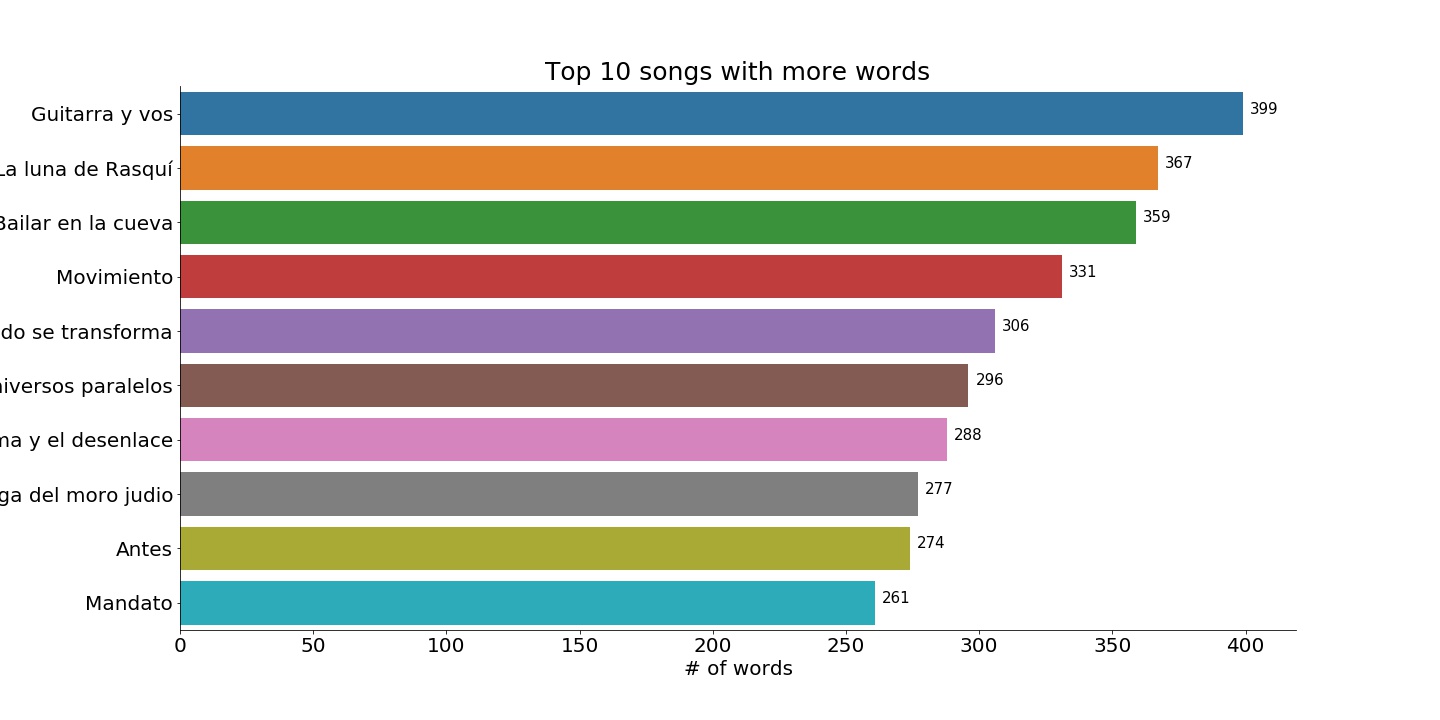 Top 10 songs with more words
Guitarra y vos 399
La luna de Rasquí 367
Bailar en la cueva 359
Movimiento 331
do se transforma 306
iversos paralelos 296
ma y el desenlace 288
ga del moro judio 277
Antes 274
Mandato 261
0 50 100 150 200 250 300 350 400
# of words